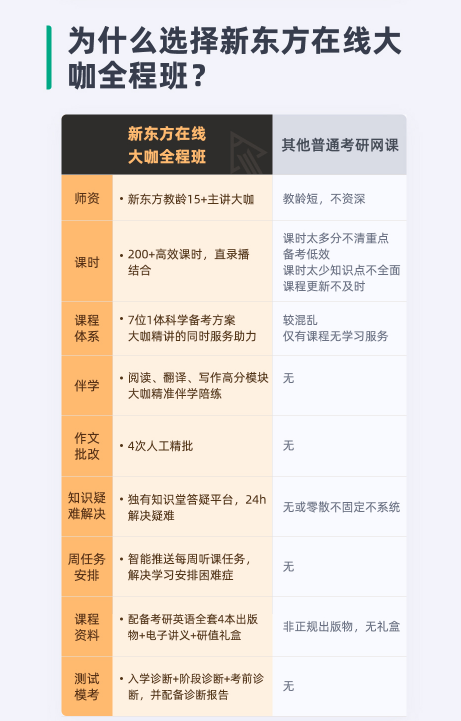 为什么选择新东方在线大
咖全程班？
新东方在线
大咖全程班
其他普通考研网课
师资
• 新东方教龄15+主讲大咖
教龄短，不资深
课时
• 200+高效课时，直录播
结合
课时太多分不清重点
备考低效
课时太少知识点不全面
课程更新不及时
课程
体系
• 7位1体科学备考方案
大咖精讲的同时服务助力
较混乱
仅有课程无学习服务
伴学
• 阅读、翻译、写作高分模块
大咖精准伴学陪练
无
作文
批改
• 4次人工精批
无
知识疑
难解决
• 独有知识堂答疑平台，24h
解决疑难
无或零散不固定不系统
周任务
安排
• 智能推送每周听课任务，
解决学习安排困难症
无
课程
资料
• 配备考研英语全套4本出版
物+电子讲义+研值礼盒
非正规出版物，无礼盒
测试
模考
• 入学诊断+阶段诊断+考前诊
断，并配备诊断报告
无